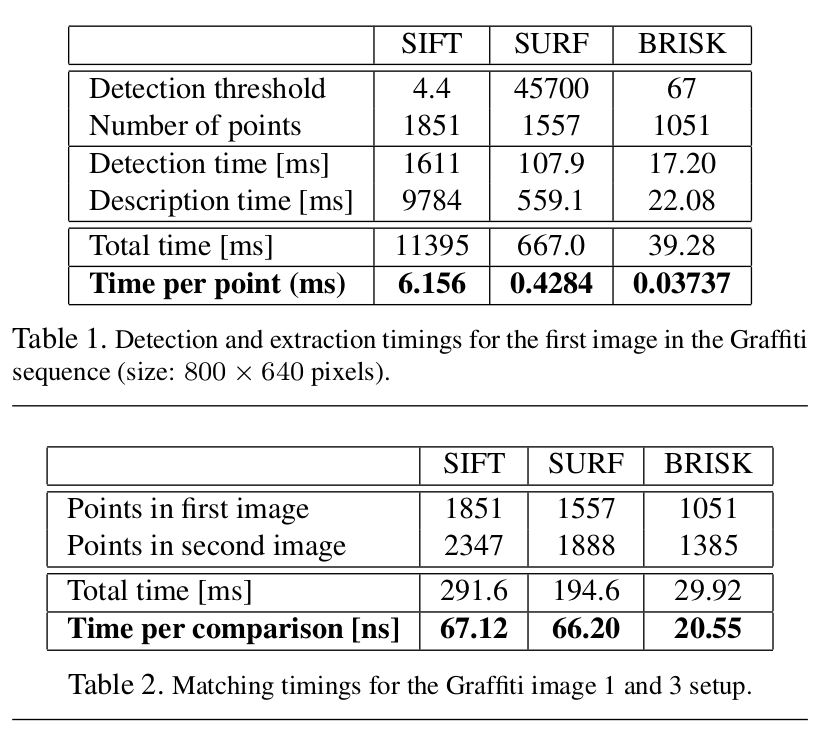 SIFT SURF BRISK
Detection threshold 4.4 45700 67
Number of points 1851 1557 1051
Detection time [ms] 1611 107.9 17.20
Description time [ms] 9784 559.1 22.08
Total time [ms] 11395 667.0 39.28
Time per point (ms) 6.156 0.4284 0.03737
Table 1. Detection and extraction timings for the first image in the Graffiti
sequence (size: 800 × 640 pixels).
SIFT SURF BRISK
Points in first image 1851 1557 1051
Points in second image 2347 1888 1385
Total time [ms] 291.6 194.6 29.92
Time per comparison [ns] 67.12 66.20 20.55
Table 2. Matching timings for the Graffiti image 1 and 3 setup.